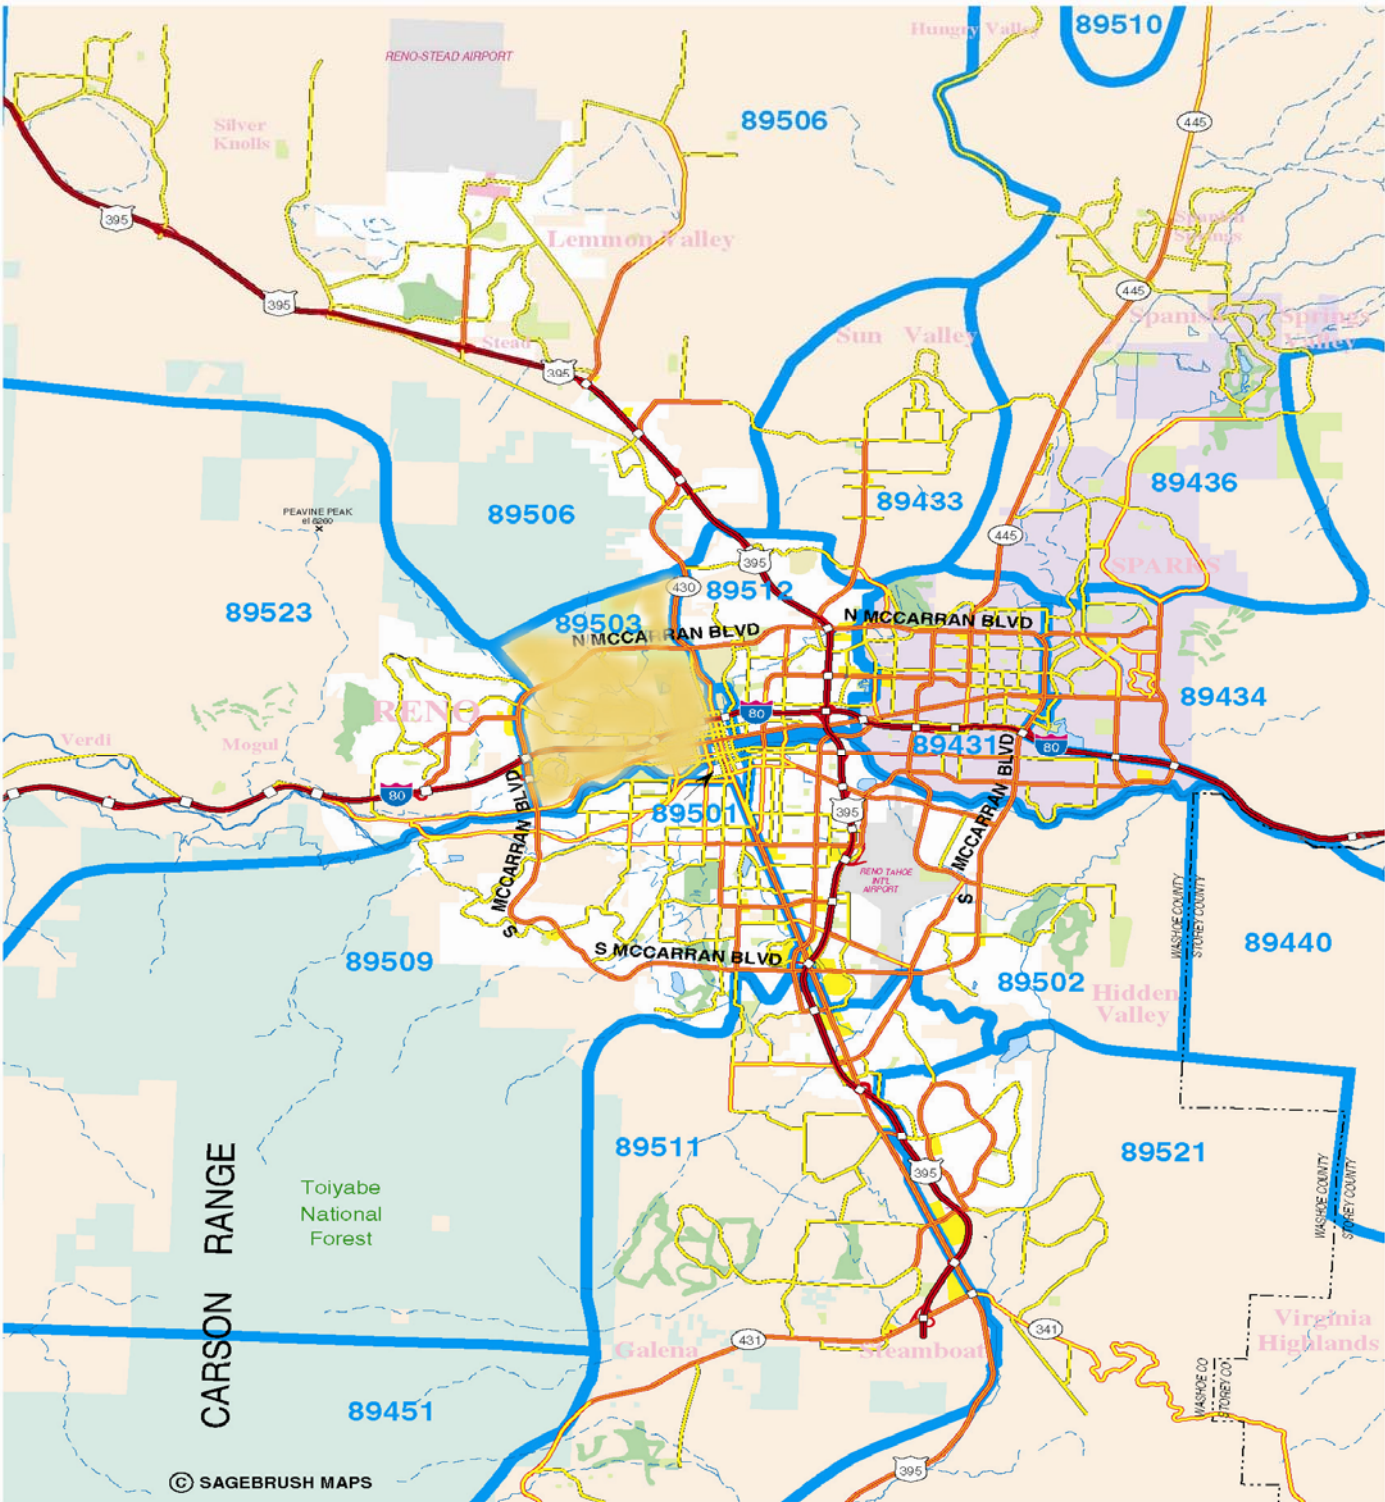 Hungry Valley
89510
RENO-STEAD AIRPORT
89506
445
Silver
Knolls
395
Spanish
Springs
Lemmon Valley
395
445
Spanish Springs
Valley
Sun Valley
Stead
395
89436
89433
89506
PEAVINE PEAK
el 8260
445
395
SPARKS
430
89512
89523
89503
N MCCARRAN BLVD
N MCCARRAN BLVD
89434
RENO
80
Verdi
Mogul
89431
80
80
MCCARRAN BLVD
S
89501
395
MCCARRAN BLVD
S
RENO TAHOE
INT'L
AIRPORT
WASHOE COUNTY
STOREY COUNTY
89440
S MCCARRAN BLVD
89509
89502
Hidden
Valley
89511
89521
395
WASHOE COUNTY
STOREY COUNTY
Toiyabe
National
Forest
CARSON RANGE
431
341
Galena
Steamboat
Virginia
Highlands
WASHOE CO
STOREY CO
89451
395
© SAGEBRUSH MAPS